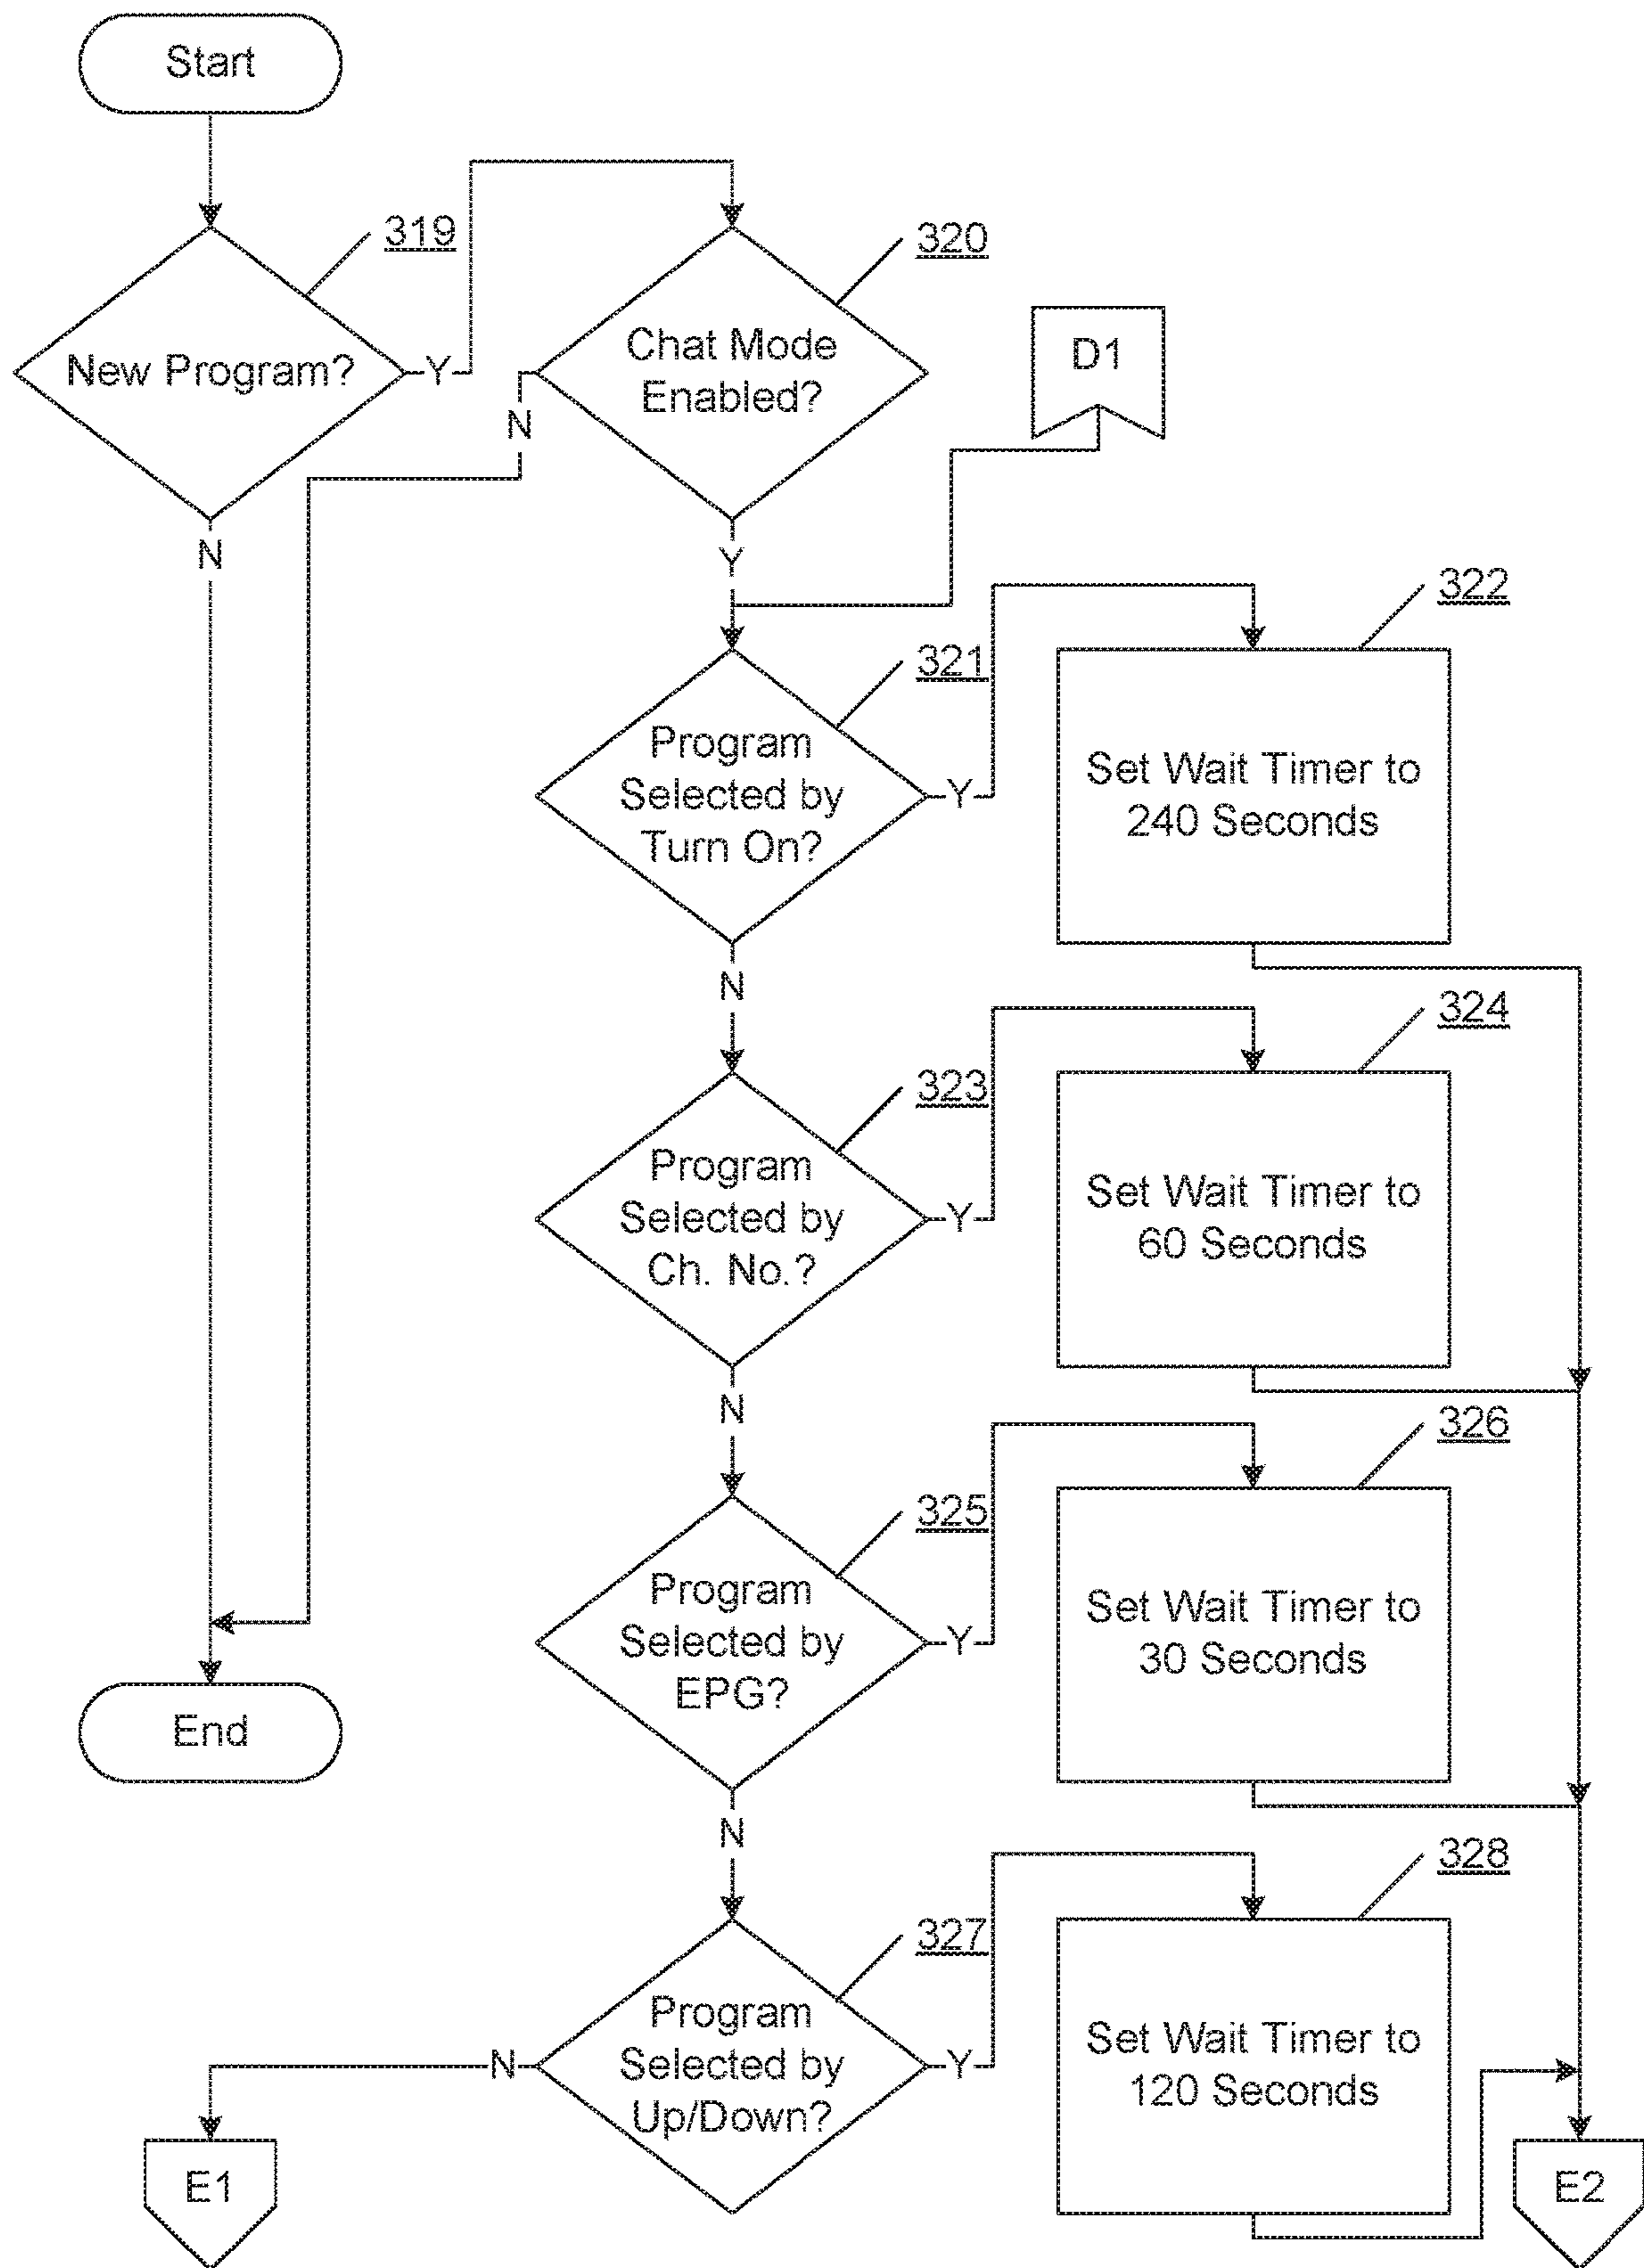 Start
319
New Program?
Y
N
320
Chat Mode
Enabled?
N
Y
D1
321
Program
Selected by
Turn On?
Y
N
322
Set Wait Timer to
240 Seconds
323
Program
Selected by
Ch. No.?
Y
N
324
Set Wait Timer to
60 Seconds
325
Program
Selected by
EPG?
Y
N
326
Set Wait Timer to
30 Seconds
End
327
Program
Selected by
Up/Down?
Y
N
328
Set Wait Timer to
120 Seconds
E1
E2